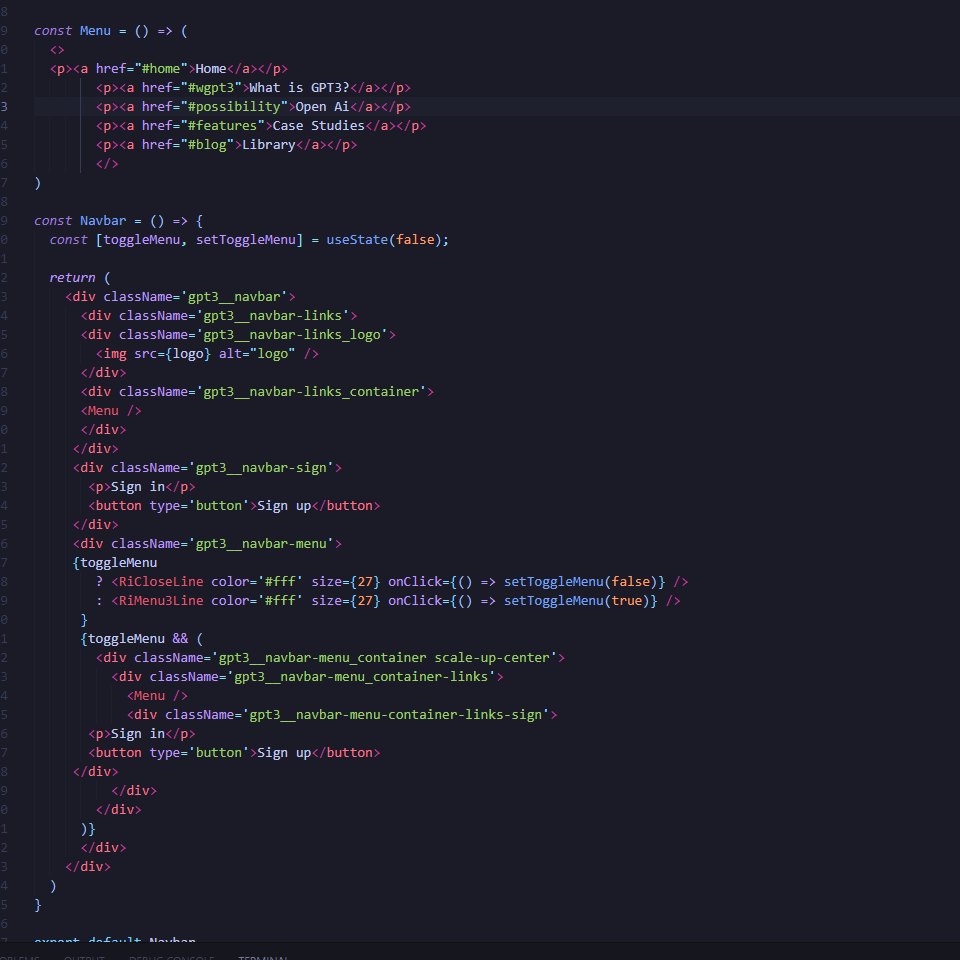 8
9 const Menu = () => (
0 <>
1 <p><a href="#home">Home</a></p>
2 <p><a href="#wgpt3">What is GPT3?</a></p>
3 <p><a href="#possibility">Open Ai</a></p>
4 <p><a href="#features">Case Studies</a></p>
5 <p><a href="#blog">Library</a></p>
6 </>
7 )
8
9 const Navbar = () => {
0 const [toggleMenu, setToggleMenu] = useState(false);
1
2 return (
3 <div className='gpt3__navbar'>
4 <div className='gpt3__navbar-links'>
5 <div className='gpt3__navbar-links_logo'>
6 <img src={logo} alt="logo" />
7 </div>
8 <div className='gpt3__navbar-links_container'>
9 <Menu />
0 </div>
1 </div>
2 <div className='gpt3__navbar-sign'>
3 <p>Sign in</p>
4 <button type='button'>Sign up</button>
5 </div>
6 <div className='gpt3__navbar-menu'>
7 {toggleMenu
8 ? <RiCloseLine color='#fff' size={27} onClick={() => setToggleMenu(false)} />
9 : <RiMenu3Line color='#fff' size={27} onClick={() => setToggleMenu(true)} />
0 }
1 {toggleMenu && (
2 <div className='gpt3__navbar-menu_container scale-up-center'>
3 <div className='gpt3__navbar-menu_container-links'>
4 <Menu />
5 <div className='gpt3__navbar-menu-container-links-sign'>
6 <p>Sign in</p>
7 <button type='button'>Sign up</button>
8 </div>
9 </div>
0 </div>
1 )}
2 </div>
3 </div>
4 )
5 }
6
7 export default Navbar
OUTPUT DEBUG CONSOLE TERMINAL